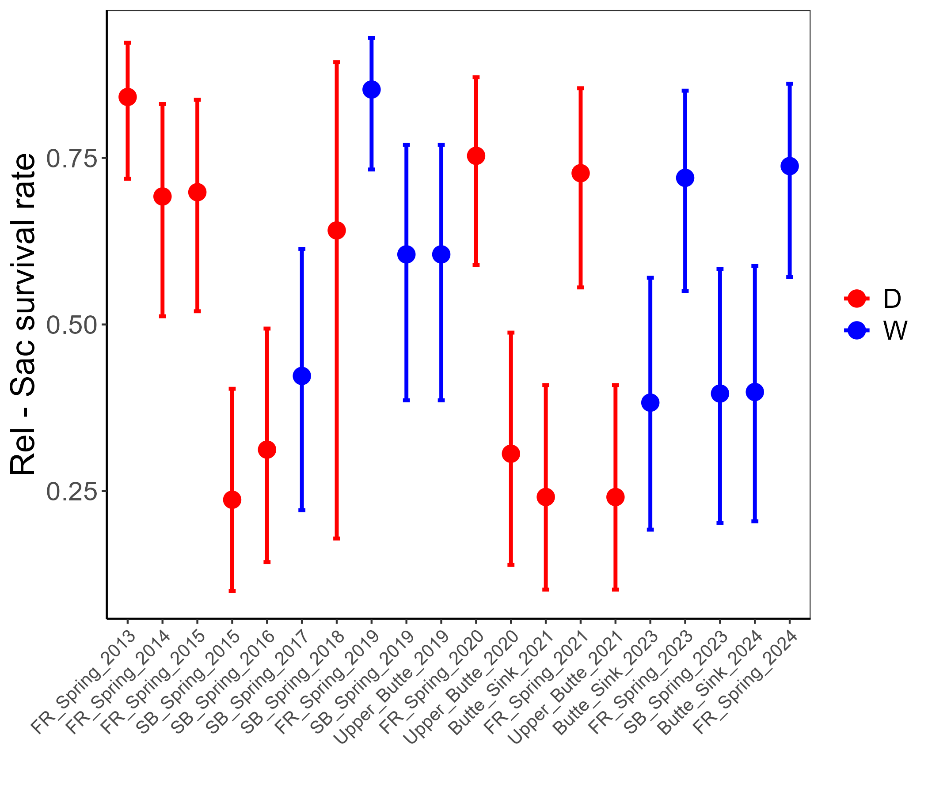 Rel - Sac survival rate
0.75
0.50
0.25
FR_Spring_2013
FR_Spring_2014
FR_Spring_2015
SB_Spring_2015
SB_Spring_2016
SB_Spring_2017
SB_Spring_2018
FR_Spring_2019
SB_Spring_2019
Upper_Butte_2019
FR_Spring_2020
Upper_Butte_2020
Butte_Sink_2021
FR_Spring_2021
Upper_Butte_2021
Butte_Sink_2023
FR_Spring_2023
SB_Spring_2023
Butte_Sink_2024
FR_Spring_2024
D
W